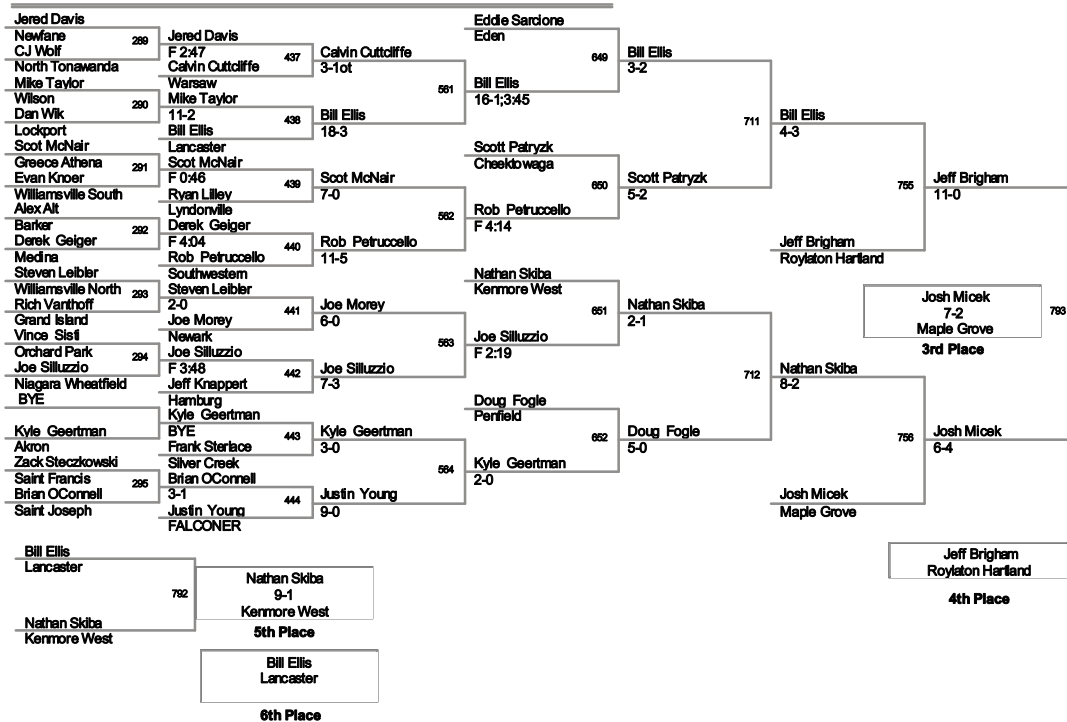 Jered Davis
Newfane
289
CJ Wolf
North Tonawanda
Mike Taylor
Wilson
290
Dan Wik
Lockport
Scot McNair
Greece Athena
291
Evan Knoer
Williamsville South
Alex Alt
Barker
292
Derek Geiger
Medina
Steven Leibler
Williamsville North
293
Rich Vanthoff
Grand Island
Vince Sisti
Orchard Park
294
Joe Silluzzio
Niagara Wheatfield
BYE
Kyle Geertman
Akron
Zack Steczkowski
Saint Francis
295
Brian OConnell
Saint Joseph
Jered Davis
F 2:47
437
Calvin Cuttcliffe
Warsaw
Mike Taylor
11-2
438
Bill Ellis
Lancaster
Scot McNair
F 0:46
439
Ryan Lilley
Lyndonville
Derek Geiger
F 4:04
440
Rob Petruccello
Southwestern
Steven Leibler
2-0
441
Joe Morey
Newark
Joe Silluzzio
F 3:48
442
Jeff Knappert
Hamburg
Kyle Geertman
BYE
443
Frank Sterlace
Silver Creek
Brian OConnell
3-1
444
Justin Young
FALCONER
Calvin Cuttcliffe
3-1ot
561
Bill Ellis
18-3
Scot McNair
7-0
562
Rob Petruccello
11-5
Joe Morey
6-0
563
Joe Silluzzio
7-3
Kyle Geertman
3-0
564
Justin Young
9-0
Eddie Sarcione
Eden
649
Bill Ellis
16-1;3:45
Scott Patryzk
Cheektowaga
650
Rob Petruccello
F 4:14
Nathan Skiba
Kenmore West
651
Joe Silluzzio
F 2:19
Doug Fogle
Penfield
652
Kyle Geertman
2-0
Bill Ellis
3-2
711
Scott Patryzk
5-2
Nathan Skiba
2-1
712
Doug Fogle
5-0
Bill Ellis
4-3
755
Jeff Brigham
Roylaton Hartland
Nathan Skiba
8-2
756
Josh Micek
Maple Grove
Jeff Brigham
11-0
Josh Micek
7-2
Maple Grove
793
3rd Place
Josh Micek
6-4
Jeff Brigham
Roylaton Hartland
4th Place
Bill Ellis
Lancaster
792
Nathan Skiba
Kenmore West
Nathan Skiba
9-1
Kenmore West
5th Place
Bill Ellis
Lancaster
6th Place